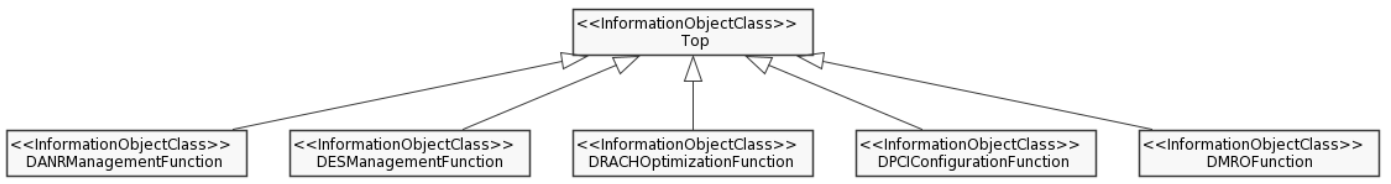 <<InformationObjectClass>>
Top
<<InformationObjectClass>>
DANRManagementFunction
<<InformationObjectClass>>
DESManagementFunction
<<InformationObjectClass>>
DRACHOptimizationFunction
<<InformationObjectClass>>
DPCIConfigurationFunction
<<InformationObjectClass>>
DMROFunction